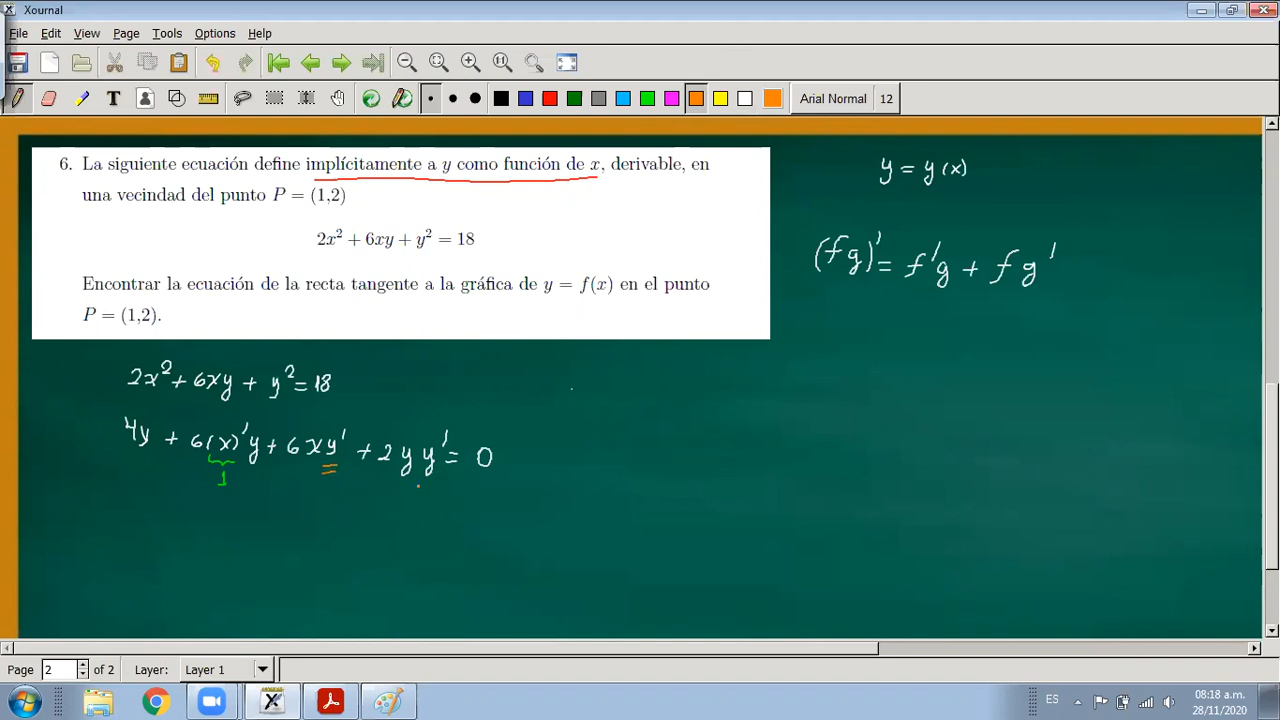 Xournal
File Edit View Page Tools Options Help
Arial Normal 12
6. La siguiente ecuación define implícitamente a y como función de x, derivable, en
una vecindad del punto P = (1,2)
2x² + 6xy + y² = 18
Encontrar la ecuación de la recta tangente a la gráfica de y = f(x) en el punto
P = (1,2).
y = y(x)
(fg)' = f'g + fg'
2x² + 6xy + y² = 18
4y + 6(x)'y + 6xy' + 2yy' = 0
1
Page 2 of 2 Layer: Layer 1
ES 08:18 a.m.
28/11/2020